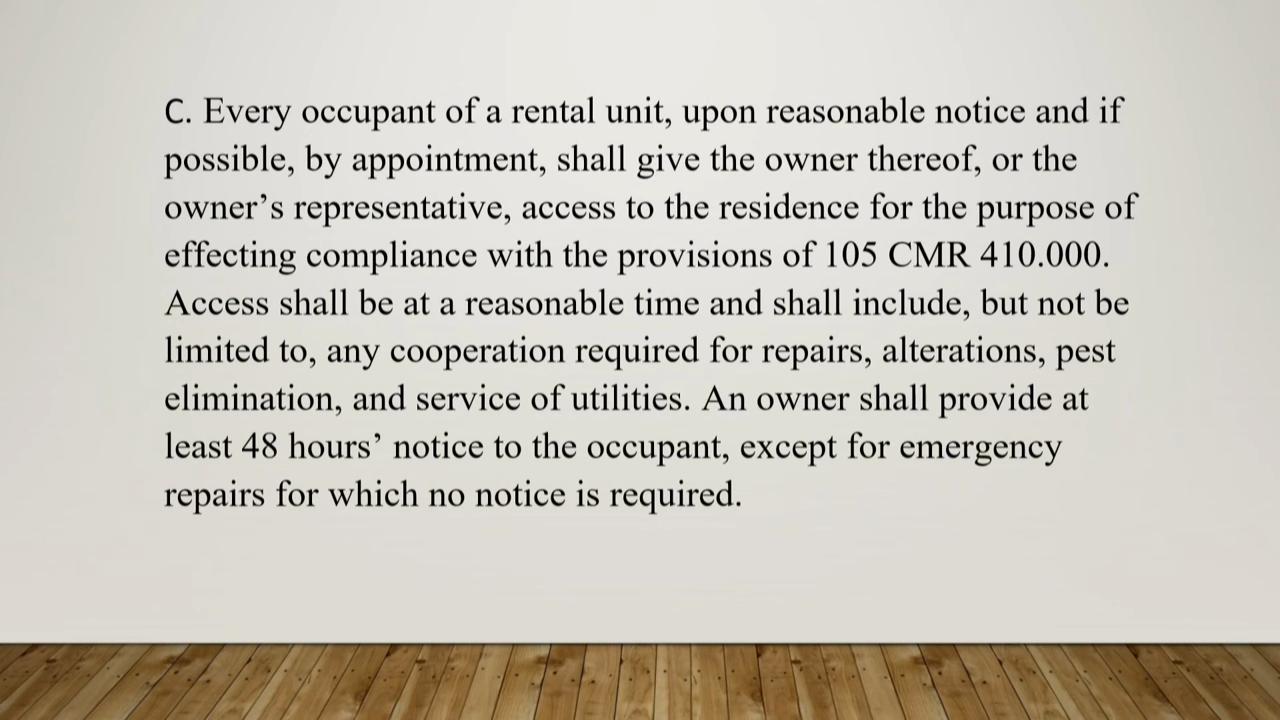 C. Every occupant of a rental unit, upon reasonable notice and if
possible, by appointment, shall give the owner thereof, or the
owner’s representative, access to the residence for the purpose of
effecting compliance with the provisions of 105 CMR 410.000.
Access shall be at a reasonable time and shall include, but not be
limited to, any cooperation required for repairs, alterations, pest
elimination, and service of utilities. An owner shall provide at
least 48 hours’ notice to the occupant, except for emergency
repairs for which no notice is required.